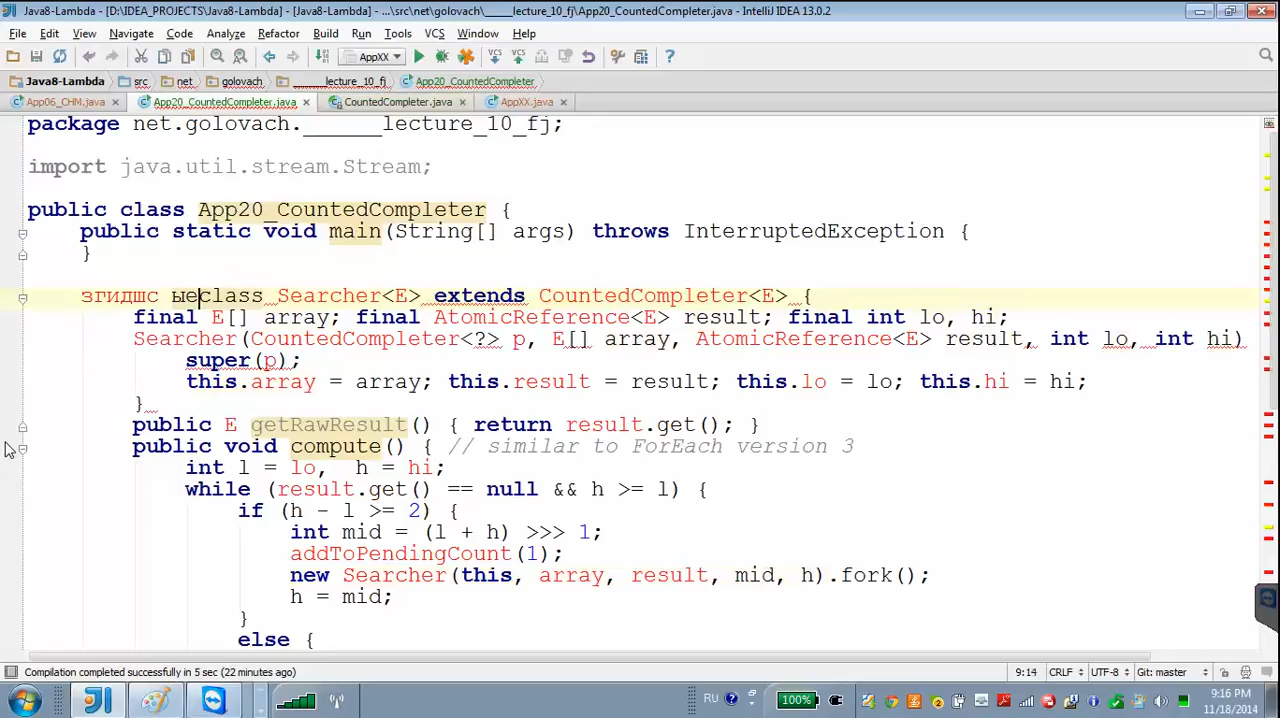 Java8-Lambda - [D:\IDEA_PROJECTS\Java8-Lambda] - [Java8-Lambda] - ...\src\net\golovach\_____lecture_10_fj\App20_CountedCompleter.java - IntelliJ IDEA 13.0.2
File Edit View Navigate Code Analyze Refactor Build Run Tools VCS Window Help
AppXX
Java8-Lambda src net golovach ______lecture_10_fj App20_CountedCompleter
App06_CHM.java App20_CountedCompleter.java CountedCompleter.java AppXX.java
package net.golovach.______lecture_10_fj;
import java.util.stream.Stream;
public class App20_CountedCompleter {
public static void main(String[] args) throws InterruptedException {
}
згидшс ыеclass Searcher<E> extends CountedCompleter<E> {
final E[] array; final AtomicReference<E> result; final int lo, hi;
Searcher(CountedCompleter<?> p, E[] array, AtomicReference<E> result, int lo, int hi)
super(p);
this.array = array; this.result = result; this.lo = lo; this.hi = hi;
}
public E getRawResult() { return result.get(); }
public void compute() { // similar to ForEach version 3
int l = lo, h = hi;
while (result.get() == null && h >= l) {
if (h - l >= 2) {
int mid = (l + h) >>> 1;
addToPendingCount(1);
new Searcher(this, array, result, mid, h).fork();
h = mid;
}
else {
Compilation completed successfully in 5 sec (22 minutes ago) 9:14 CRLF UTF-8 Git: master
RU 100% 9:16 PM
11/18/2014